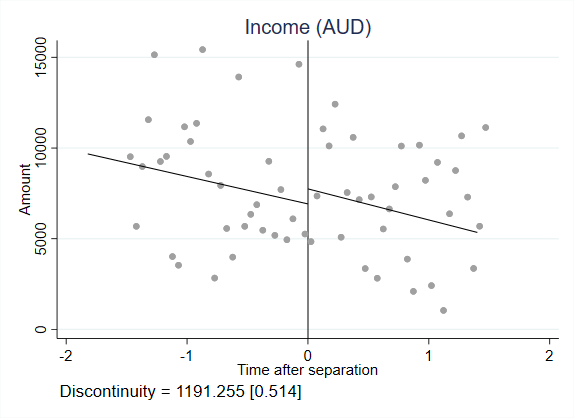 Income (AUD)
15000
10000
5000
0
Amount
-2 -1 0 1 2
Time after separation
Discontinuity = 1191.255 [0.514]